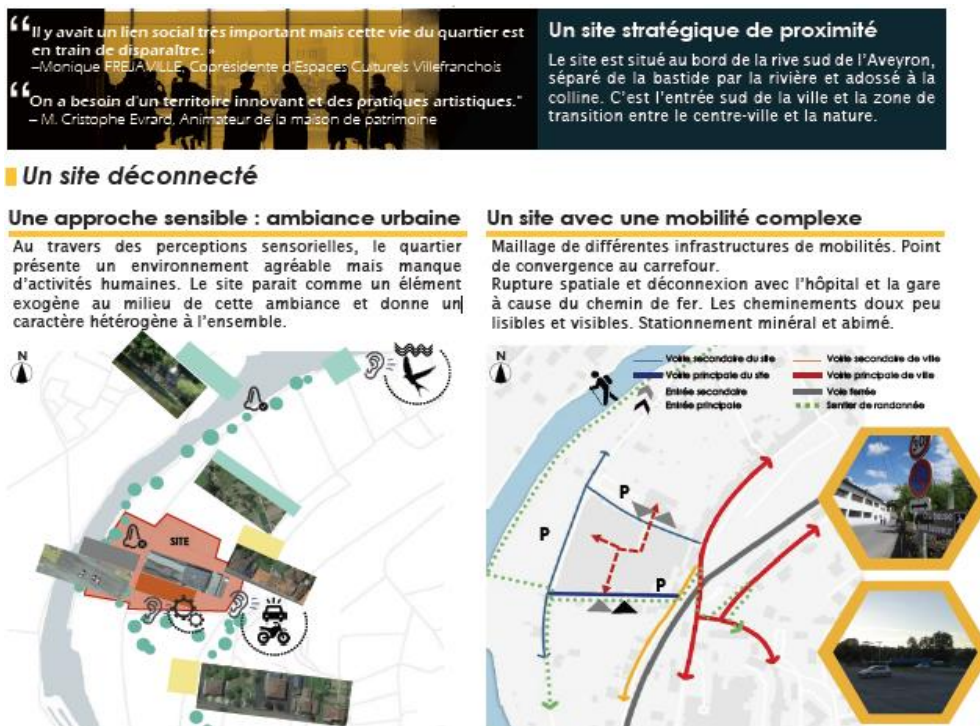 “Il y avait un lien social très important mais cette vie du quartier est
en train de disparaître. »
–Monique FREJAVILLE, Coprésidente d'Espaces Culturels Villefranchois
“On a besoin d'un territoire innovant et des pratiques artistiques."
– M. Cristophe Evrard, Animateur de la maison de patrimoine
Un site stratégique de proximité
Le site est situé au bord de la rive sud de l'Aveyron,
séparé de la bastide par la rivière et adossé à la
colline. C'est l'entrée sud de la ville et la zone de
transition entre le centre-ville et la nature.
Un site déconnecté
Une approche sensible : ambiance urbaine
Au travers des perceptions sensorielles, le quartier
présente un environnement agréable mais manque
d'activités humaines. Le site parait comme un élément
exogène au milieu de cette ambiance et donne un
caractère hétérogène à l'ensemble.
N
SITE
Un site avec une mobilité complexe
Maillage de différentes infrastructures de mobilités. Point
de convergence au carrefour.
Rupture spatiale et déconnexion avec l'hôpital et la gare
à cause du chemin de fer. Les cheminements doux peu
lisibles et visibles. Stationnement minéral et abimé.
N
Voirie secondaire du site
Voirie principale du site
Entrée secondaire
Entrée principale
Voirie secondaire de ville
Voirie principale de ville
Voie ferrée
Sentier de randonnée
P
P
P